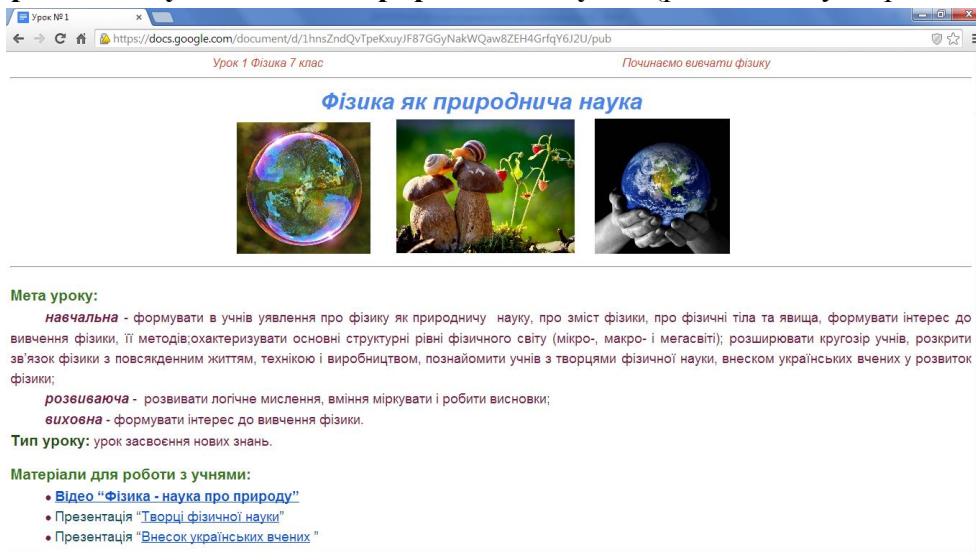 Урок №1
https://docs.google.com/document/d/1hnsZndQvTpeKxuyJF87GGyNakWQaw8ZEH4GrfqY6J2U/pub
Урок 1 Фізика 7 клас Починаємо вивчати фізику
Фізика як природнича наука
Мета уроку:
навчальна - формувати в учнів уявлення про фізику як природничу науку, про зміст фізики, про фізичні тіла та явища, формувати інтерес до
вивчення фізики, її методів;охактеризувати основні структурні рівні фізичного світу (мікро-, макро- і мегасвіті); розширювати кругозір учнів, розкрити
зв'язок фізики з повсякденним життям, технікою і виробництвом, познайомити учнів з творцями фізичної науки, внеском українських вчених у розвиток
фізики;
розвиваюча - розвивати логічне мислення, вміння міркувати і робити висновки;
виховна - формувати інтерес до вивчення фізики.
Тип уроку: урок засвоєння нових знань.
Матеріали для роботи з учнями:
• Відео “Фізика - наука про природу”
• Презентація “Творці фізичної науки”
• Презентація “Внесок українських вчених ”